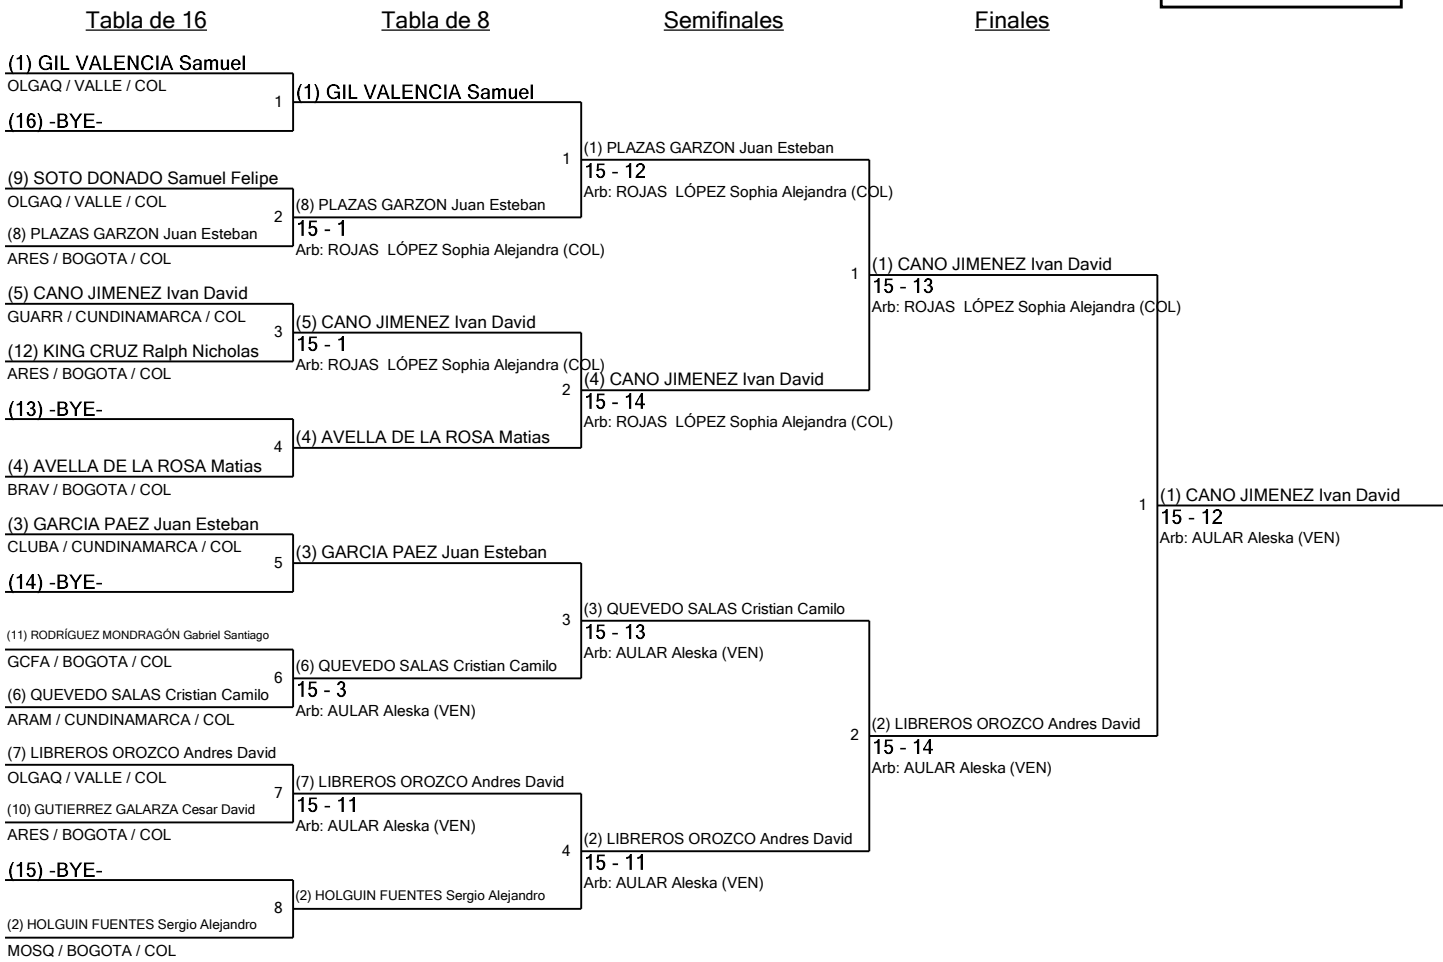 Tabla de 16
Tabla de 8
Semifinales
Finales
(1) GIL VALENCIA Samuel
OLGAQ / VALLE / COL
1
(16) -BYE-
(9) SOTO DONADO Samuel Felipe
OLGAQ / VALLE / COL
2
(8) PLAZAS GARZON Juan Esteban
ARES / BOGOTA / COL
(5) CANO JIMENEZ Ivan David
GUARR / CUNDINAMARCA / COL
3
(12) KING CRUZ Ralph Nicholas
ARES / BOGOTA / COL
(13) -BYE-
4
(4) AVELLA DE LA ROSA Matias
BRAV / BOGOTA / COL
(3) GARCIA PAEZ Juan Esteban
CLUBA / CUNDINAMARCA / COL
5
(14) -BYE-
(11) RODRÍGUEZ MONDRAGÓN Gabriel Santiago
GCFA / BOGOTA / COL
6
(6) QUEVEDO SALAS Cristian Camilo
ARAM / CUNDINAMARCA / COL
(7) LIBREROS OROZCO Andres David
OLGAQ / VALLE / COL
7
(10) GUTIERREZ GALARZA Cesar David
ARES / BOGOTA / COL
(15) -BYE-
8
(2) HOLGUIN FUENTES Sergio Alejandro
MOSQ / BOGOTA / COL
(1) GIL VALENCIA Samuel
1
(8) PLAZAS GARZON Juan Esteban
15 - 1
Arb: ROJAS  LÓPEZ Sophia Alejandra (COL)
(5) CANO JIMENEZ Ivan David
15 - 1
Arb: ROJAS  LÓPEZ Sophia Alejandra (COL)
2
(4) AVELLA DE LA ROSA Matias
(3) GARCIA PAEZ Juan Esteban
3
(6) QUEVEDO SALAS Cristian Camilo
15 - 3
Arb: AULAR Aleska (VEN)
(7) LIBREROS OROZCO Andres David
15 - 11
Arb: AULAR Aleska (VEN)
4
(2) HOLGUIN FUENTES Sergio Alejandro
(1) PLAZAS GARZON Juan Esteban
15 - 12
Arb: ROJAS  LÓPEZ Sophia Alejandra (COL)
1
(4) CANO JIMENEZ Ivan David
15 - 14
Arb: ROJAS  LÓPEZ Sophia Alejandra (COL)
(3) QUEVEDO SALAS Cristian Camilo
15 - 13
Arb: AULAR Aleska (VEN)
2
(2) LIBREROS OROZCO Andres David
15 - 11
Arb: AULAR Aleska (VEN)
(1) CANO JIMENEZ Ivan David
15 - 13
Arb: ROJAS  LÓPEZ Sophia Alejandra (COL)
1
(2) LIBREROS OROZCO Andres David
15 - 14
Arb: AULAR Aleska (VEN)
(1) CANO JIMENEZ Ivan David
15 - 12
Arb: AULAR Aleska (VEN)